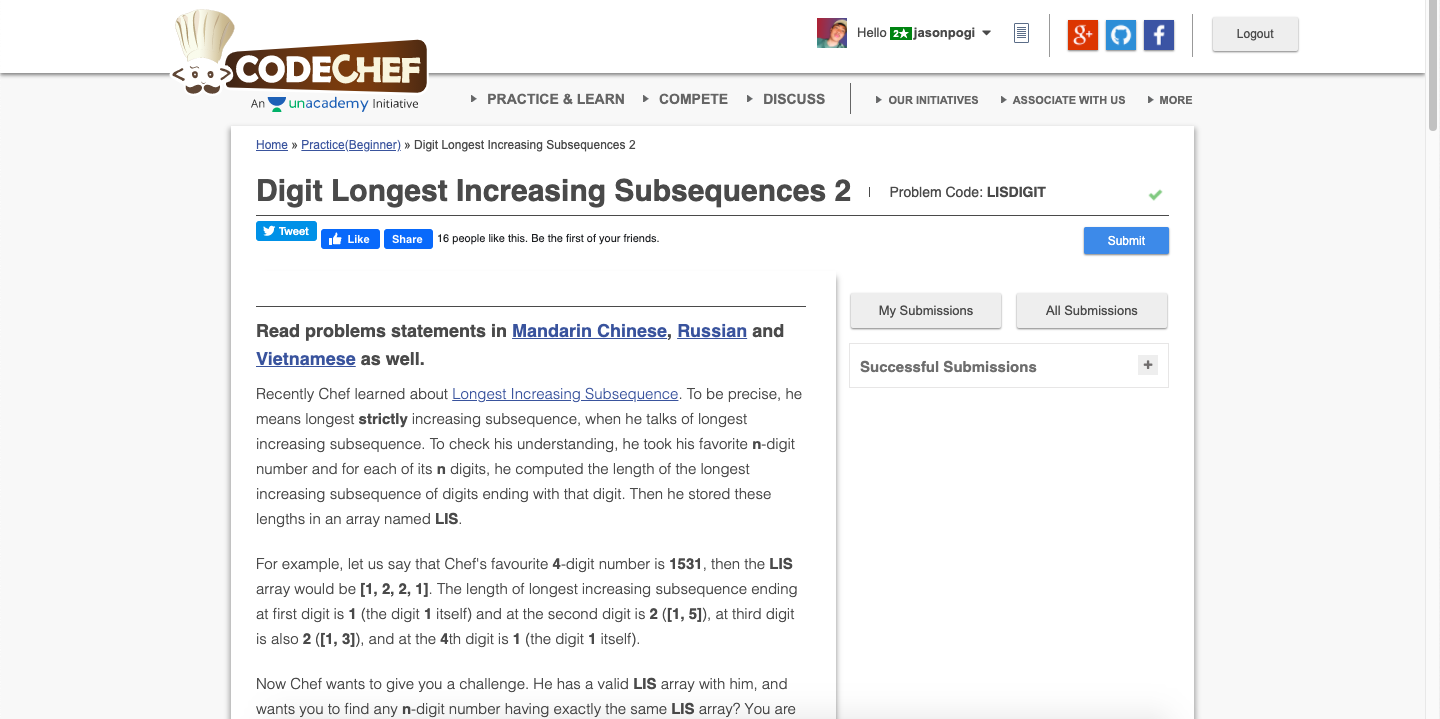 Hello 2★ jasonpogi
Logout
CODECHEF
An unacademy Initiative
PRACTICE & LEARN COMPETE DISCUSS OUR INITIATIVES ASSOCIATE WITH US MORE
Home » Practice(Beginner) » Digit Longest Increasing Subsequences 2
Digit Longest Increasing Subsequences 2 | Problem Code: LISDIGIT
Tweet Like Share 16 people like this. Be the first of your friends.
Submit
My Submissions All Submissions
Successful Submissions +
Read problems statements in Mandarin Chinese, Russian and
Vietnamese as well.
Recently Chef learned about Longest Increasing Subsequence. To be precise, he
means longest strictly increasing subsequence, when he talks of longest
increasing subsequence. To check his understanding, he took his favorite n-digit
number and for each of its n digits, he computed the length of the longest
increasing subsequence of digits ending with that digit. Then he stored these
lengths in an array named LIS.
For example, let us say that Chef's favourite 4-digit number is 1531, then the LIS
array would be [1, 2, 2, 1]. The length of longest increasing subsequence ending
at first digit is 1 (the digit 1 itself) and at the second digit is 2 ([1, 5]), at third digit
is also 2 ([1, 3]), and at the 4th digit is 1 (the digit 1 itself).
Now Chef wants to give you a challenge. He has a valid LIS array with him, and
wants you to find any n-digit number having exactly the same LIS array? You are